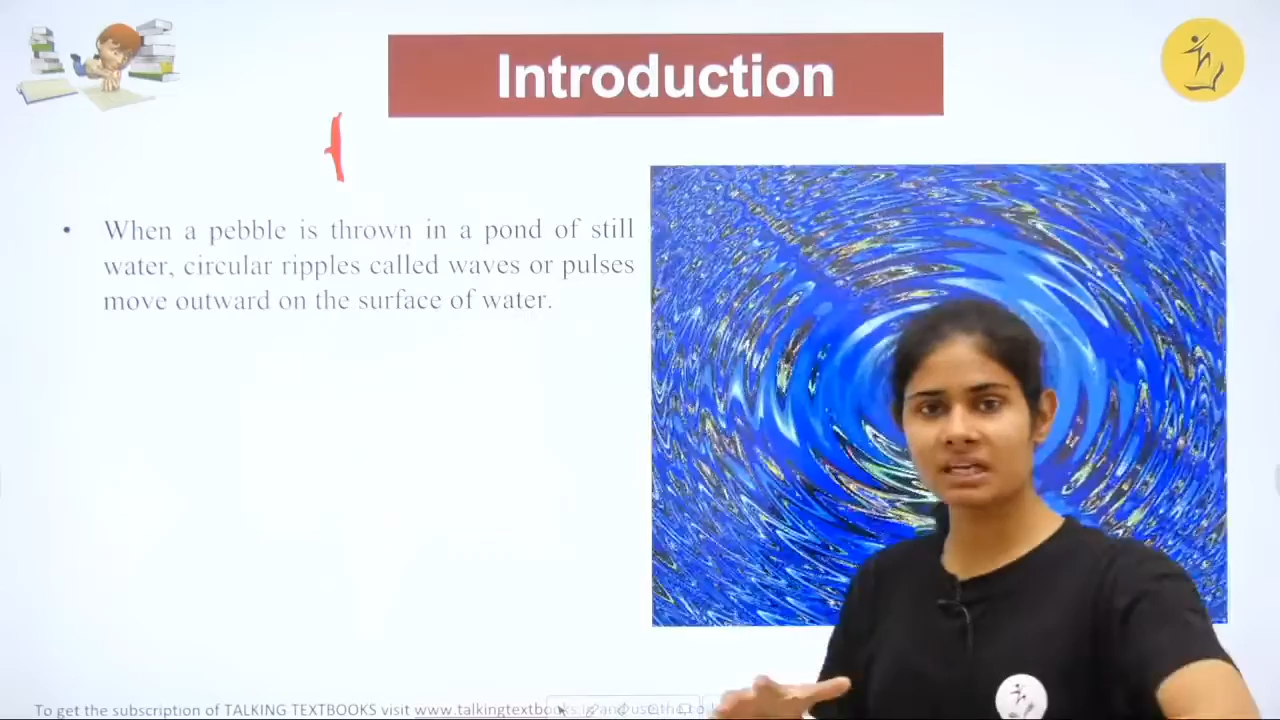 Introduction
• When a pebble is thrown in a pond of still
water, circular ripples called waves or pulses
move outward on the surface of water.
To get the subscription of TALKING TEXTBOOKS visit www.talkingtextbooks